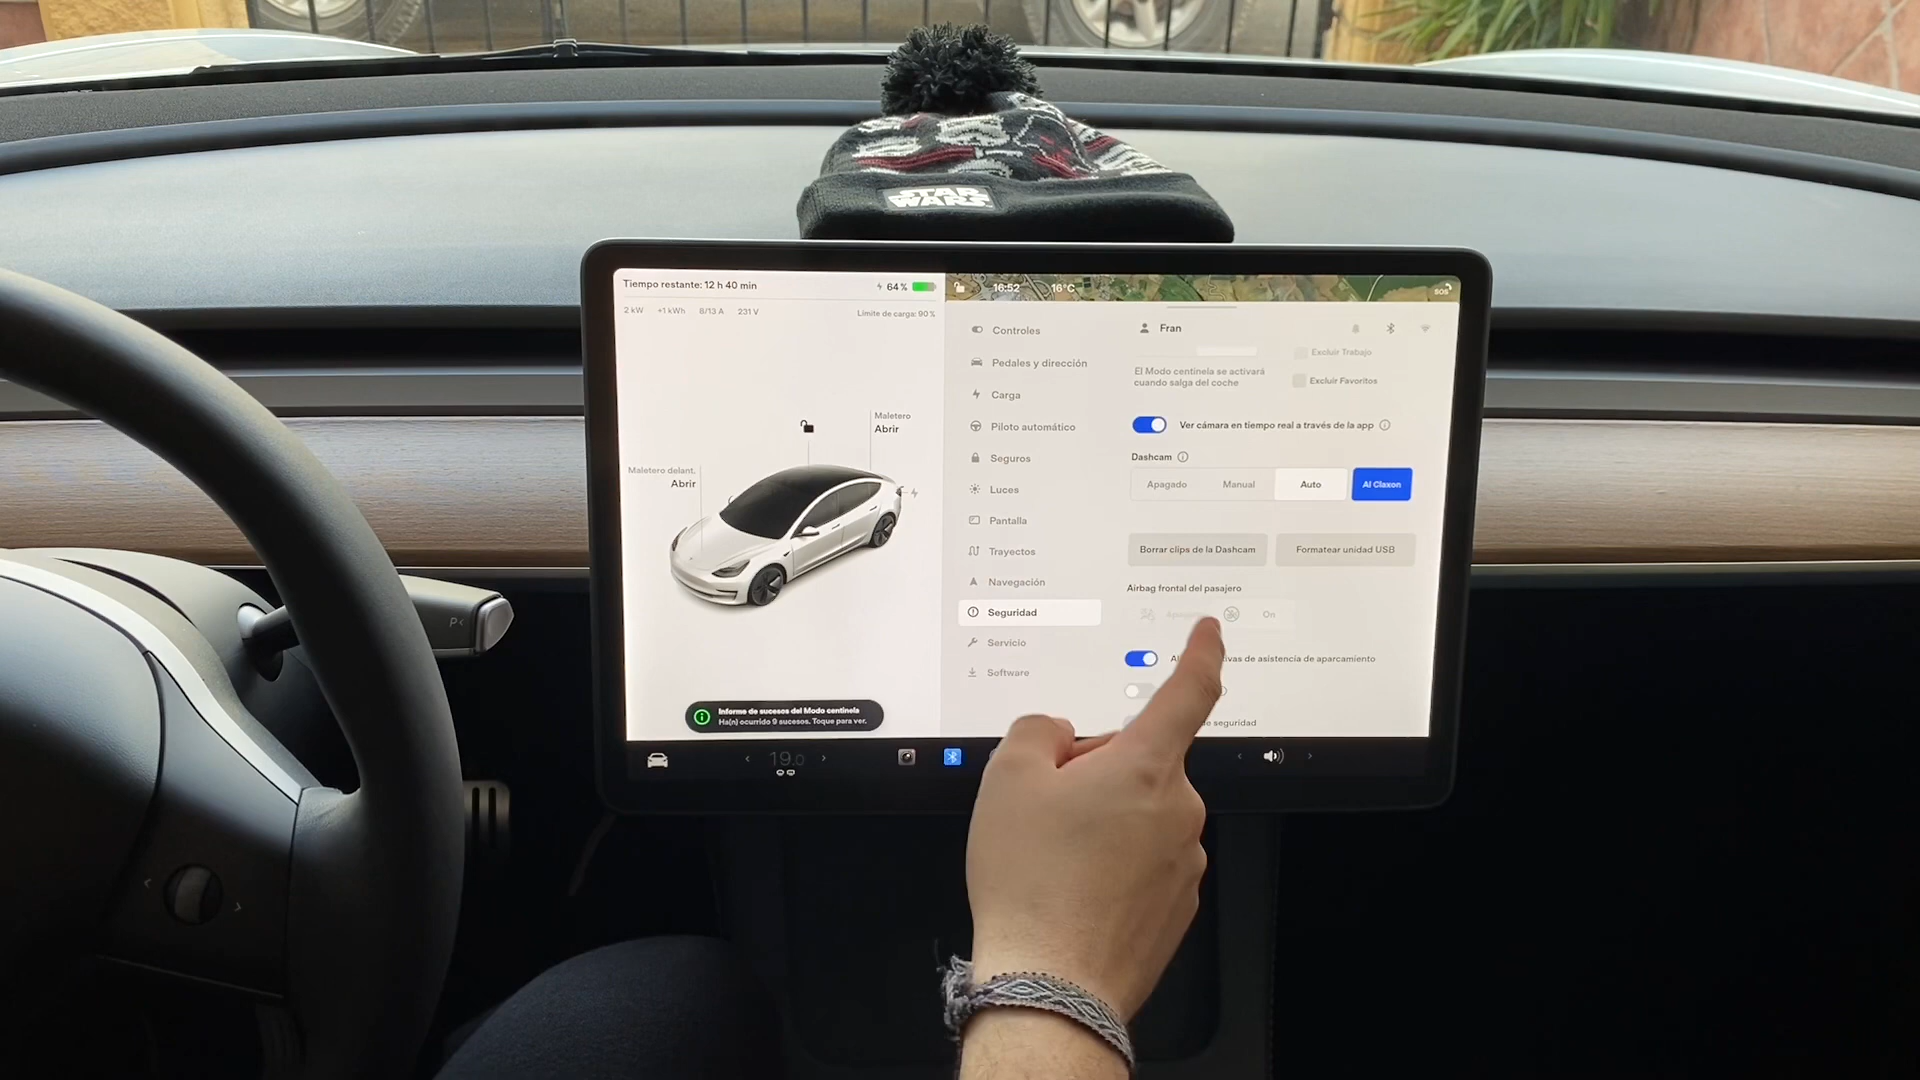 STAR
WARS
Tiempo restante: 12 h 40 min
64 %
2 kW +1 kWh 8/13 A 231 V
Límite de carga: 90 %
Maletero
Abrir
Maletero delant.
Abrir
Informe de sucesos del Modo centinela
Ha(n) ocurrido 9 sucesos. Toque para ver.
16:52 16°C
SOS
Controles
Pedales y dirección
Carga
Piloto automático
Seguros
Luces
Pantalla
Trayectos
Navegación
Seguridad
Servicio
Software
Fran
Excluir Trabajo
El Modo centinela se activará
cuando salga del coche
Excluir Favoritos
Ver cámara en tiempo real a través de la app
Dashcam
Apagado Manual Auto Al Claxon
Borrar clips de la Dashcam Formatear unidad USB
Airbag frontal del pasajero
On
de asistencia de aparcamiento
de seguridad
19.0
P